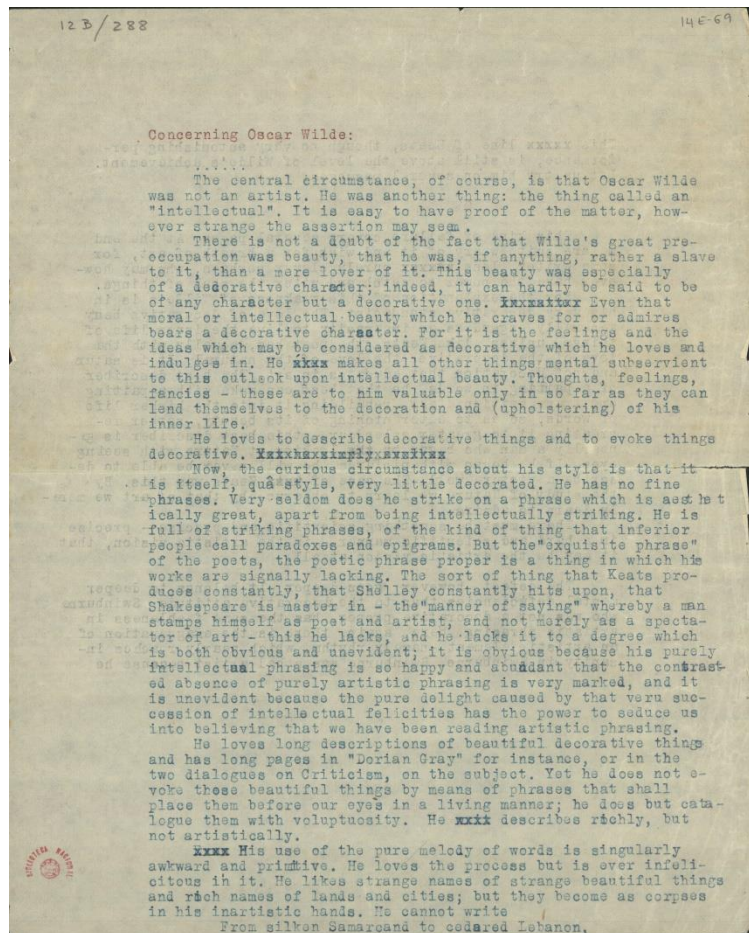 12B/288
14E-69
Concerning Oscar Wilde:
......
The central circumstance, of course, is that Oscar Wilde
was not an artist. He was another thing: the thing called an
"intellectual". It is easy to have proof of the matter, how-
ever strange the assertion may seem.
There is not a doubt of the fact that Wilie's great pre-
occupation was beauty, that he was, if anything, rather a slave
to it, than a mere lover of it. This beauty was especially
of a decorative character; indeed, it can hardly be said to be
of any character but a decorative one. Even that
moral or intellectual beauty which he craves for or admires
bears a decorative character. For it is the feelings and the
ideas which may be considered as decorative which he loves and
indulges in. He xkxx makes all other things mental subservient
to this outlook upon intellectual beauty. Thoughts, feelings,
fancies - these are to him valuable only in so far as they can
lend themselves to the decoration and (upholstering) of his
inner life.
He loves to describe decorative things and to evoke things
decorative.
Now, the curious circumstance about his style is that it
is itself, quâ style, very little decorated. He has no fine
phrases. Very seldom does he strike on a phrase which is aesthet
ically great, apart from being intellectually striking. He is
full of striking phrases, of the kind of thing that inferior
people call paradoxes and epigrams. But the"exquisite phrase"
of the poets, the poetic phrase proper is a thing in which his
works are signally lacking. The sort of thing that Keats pro-
duces constantly, that Shelley constantly hits upon, that
Shakespeare is master in - the"manner of saying" whereby a man
stamps himself as poet and artist, and not merely as a specta-
tor of art - this he lacks, and he lacks it to a degree which
is both obvious and unevident; it is obvious because his purely
intellectual phrasing is so happy and abundant that the contrast-
ed absence of purely artistic phrasing is very marked, and it
is unevident because the pure delight caused by that veru suc-
cession of intellectual felicities has the power to seduce us
into believing that we have been reading artistic phrasing.
He loves long descriptions of beautiful decorative things
and has long pages in "Dorian Gray" for instance, or in the
two dialogues on Criticism, on the subject. Yet he does not e-
voke these beautiful things by means of phrases that shall
place them before our eyes in a living manner; he does but cata-
logue them with voluptuosity. He xxit describes richly, but
not artistically.
xxxx His use of the pure melody of words is singularly
awkward and primitive. He loves the process but is ever infeli-
citous in it. He likes strange names of strange beautiful things
and rich names of lands and cities; but they become as corpses
in his inartistic hands. He cannot write
From silken Samarcand to cedared Lebanon,